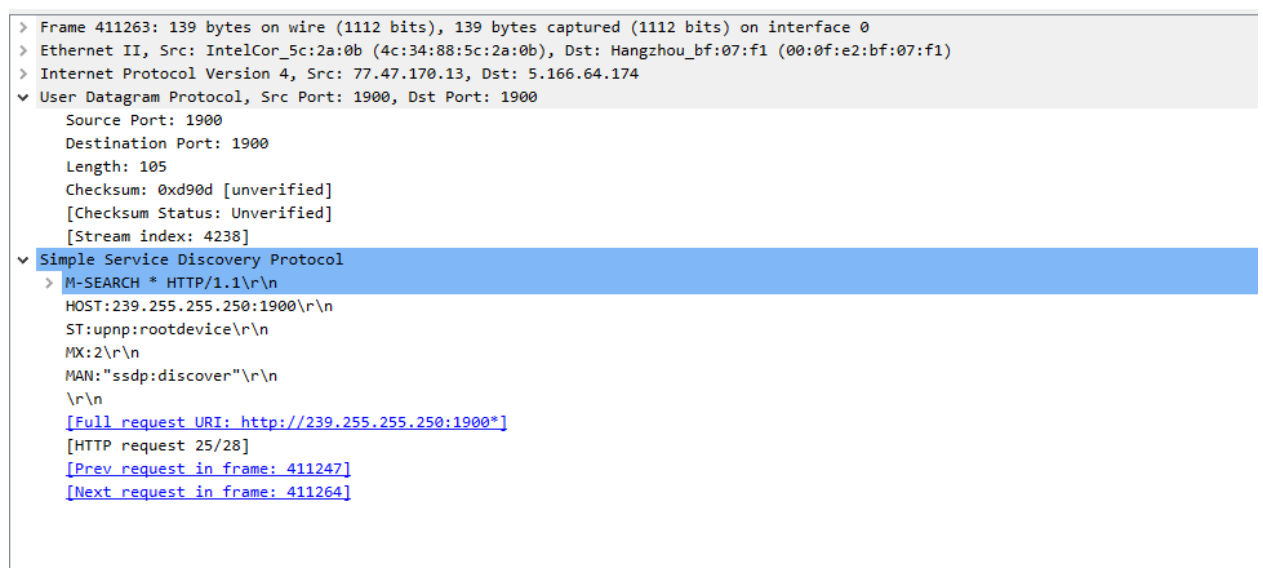 Frame 411263: 139 bytes on wire (1112 bits), 139 bytes captured (1112 bits) on interface 0
Ethernet II, Src: IntelCor_5c:2a:0b (4c:34:88:5c:2a:0b), Dst: Hangzhou_bf:07:f1 (00:0f:e2:bf:07:f1)
Internet Protocol Version 4, Src: 77.47.170.13, Dst: 5.166.64.174
User Datagram Protocol, Src Port: 1900, Dst Port: 1900
Source Port: 1900
Destination Port: 1900
Length: 105
Checksum: 0xd90d [unverified]
[Checksum Status: Unverified]
[Stream index: 4238]
Simple Service Discovery Protocol
M-SEARCH * HTTP/1.1\r\n
HOST:239.255.255.250:1900\r\n
ST:upnp:rootdevice\r\n
MX:2\r\n
MAN:"ssdp:discover"\r\n
\r\n
[Full request URI: http://239.255.255.250:1900*]
[HTTP request 25/28]
[Prev request in frame: 411247]
[Next request in frame: 411264]